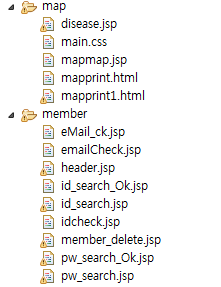 map
disease.jsp
main.css
mapmap.jsp
mapprint.html
mapprint1.html
member
eMail_ck.jsp
emailCheck.jsp
header.jsp
id_search_Ok.jsp
id_search.jsp
idcheck.jsp
member_delete.jsp
pw_search_Ok.jsp
pw_search.jsp